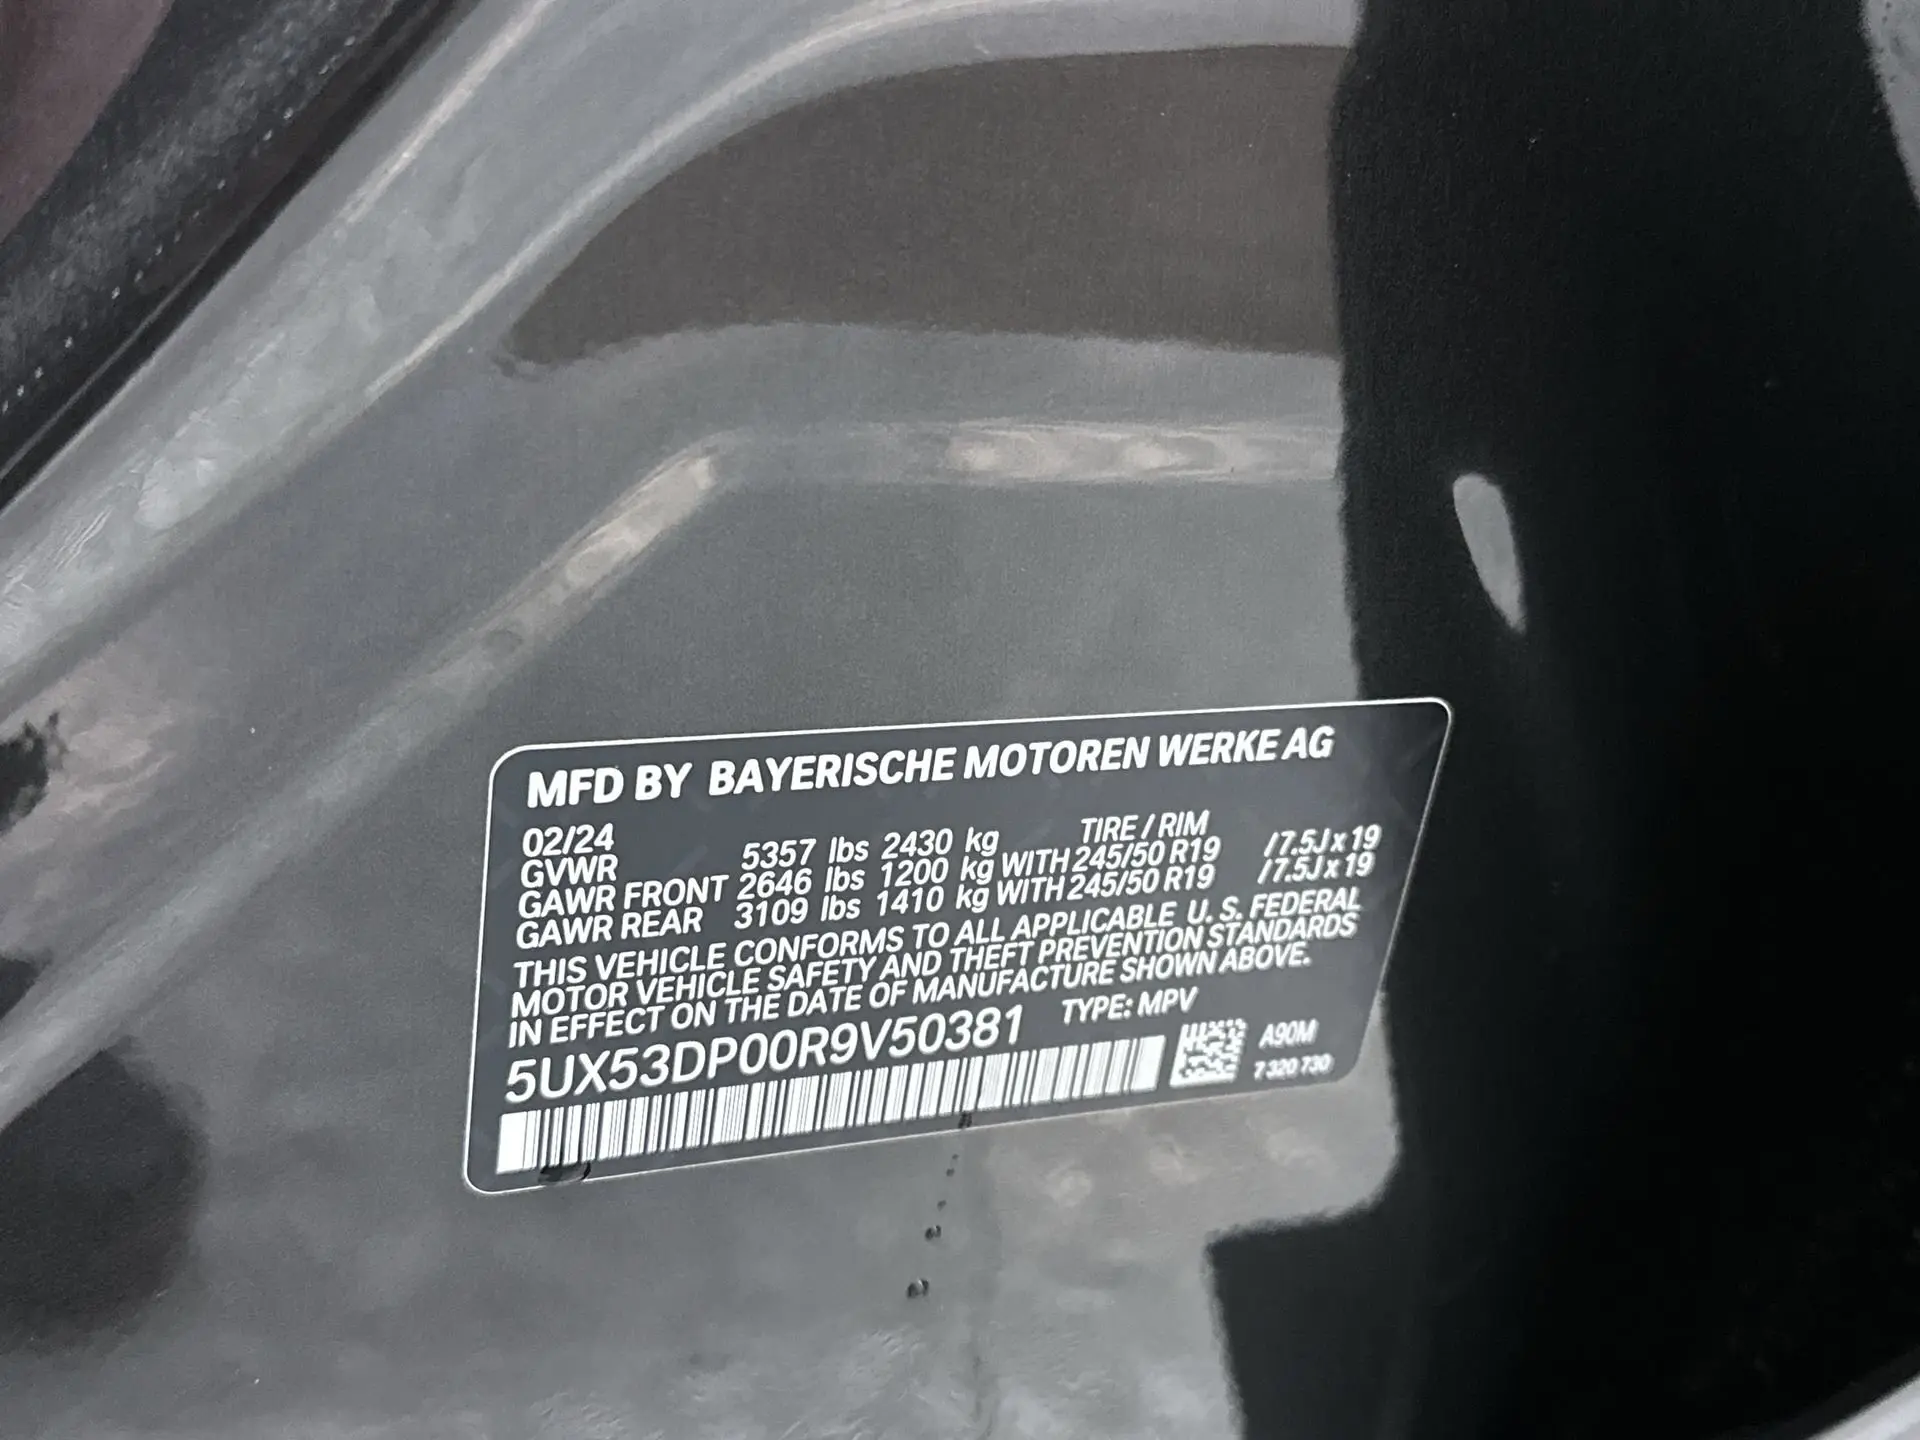 MFD BY BAYERISCHE MOTOREN WERKE AG
02/24 TIRE / RIM
GVWR 5357 lbs 2430 kg
GAWR FRONT 2646 lbs 1200 kg WITH 245/50 R19 /7.5J x 19
GAWR REAR 3109 lbs 1410 kg WITH 245/50 R19 /7.5J x 19
THIS VEHICLE CONFORMS TO ALL APPLICABLE U. S. FEDERAL
MOTOR VEHICLE SAFETY AND THEFT PREVENTION STANDARDS
IN EFFECT ON THE DATE OF MANUFACTURE SHOWN ABOVE.
5UX53DP00R9V50381 TYPE: MPV
A90M
7 320 730